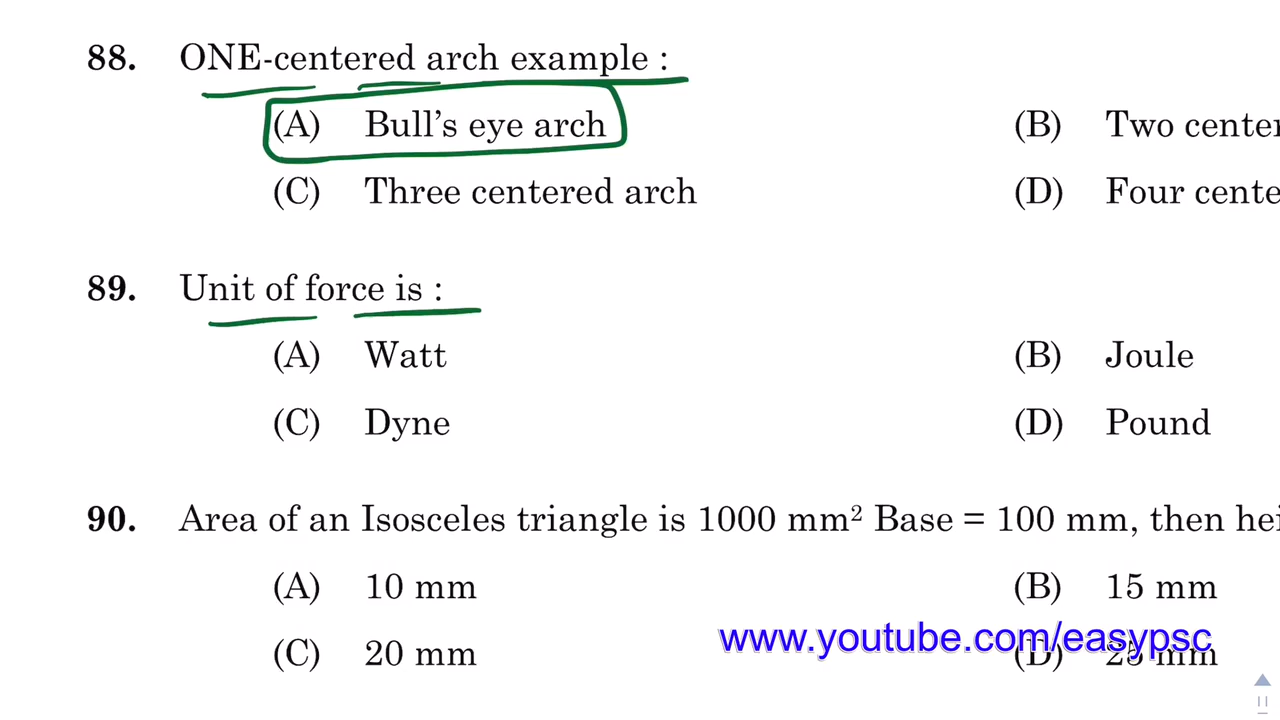 88. ONE-centered arch example :
(A) Bull's eye arch (B) Two center
(C) Three centered arch (D) Four cente
89. Unit of force is :
(A) Watt (B) Joule
(C) Dyne (D) Pound
90. Area of an Isosceles triangle is 1000 mm² Base = 100 mm, then hei
(A) 10 mm (B) 15 mm
(C) 20 mm (D) 25 mm
www.youtube.com/easypsc